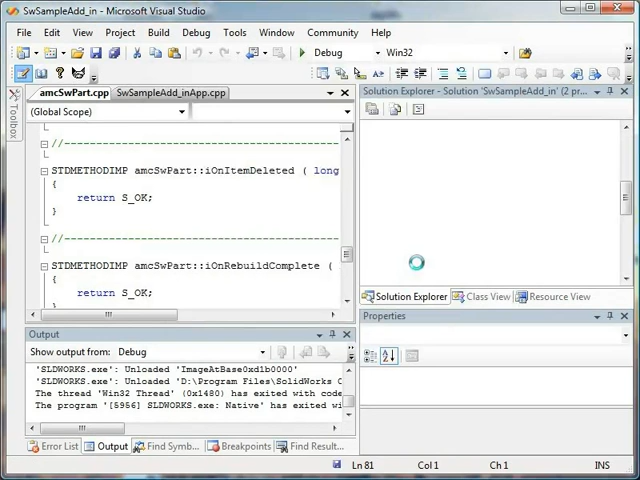 SwSampleAdd_in - Microsoft Visual Studio
File Edit View Project Build Debug Tools Window Community Help
Debug Win32
amcSwPart.cpp SwSampleAdd_inApp.cpp
(Global Scope)
Toolbox
STDMETHODIMP amcSwPart::iOnItemDeleted ( long
{
return S_OK;
}
STDMETHODIMP amcSwPart::iOnRebuildComplete (
{
return S_OK;
}
Output
Show output from: Debug
'SLDWORKS.exe': Unloaded 'ImageAtBase0xd1b0000'
'SLDWORKS.exe': Unloaded 'D:\Program Files\SolidWorks C
The thread 'Win32 Thread' (0x1480) has exited with code
The program '[5956] SLDWORKS.exe: Native' has exited wi
Error List Output Find Symb... Breakpoints Find Result...
Solution Explorer - Solution 'SwSampleAdd_in' (2 pr...
Solution Explorer Class View Resource View
Properties
Ln 81 Col 1 Ch 1 INS